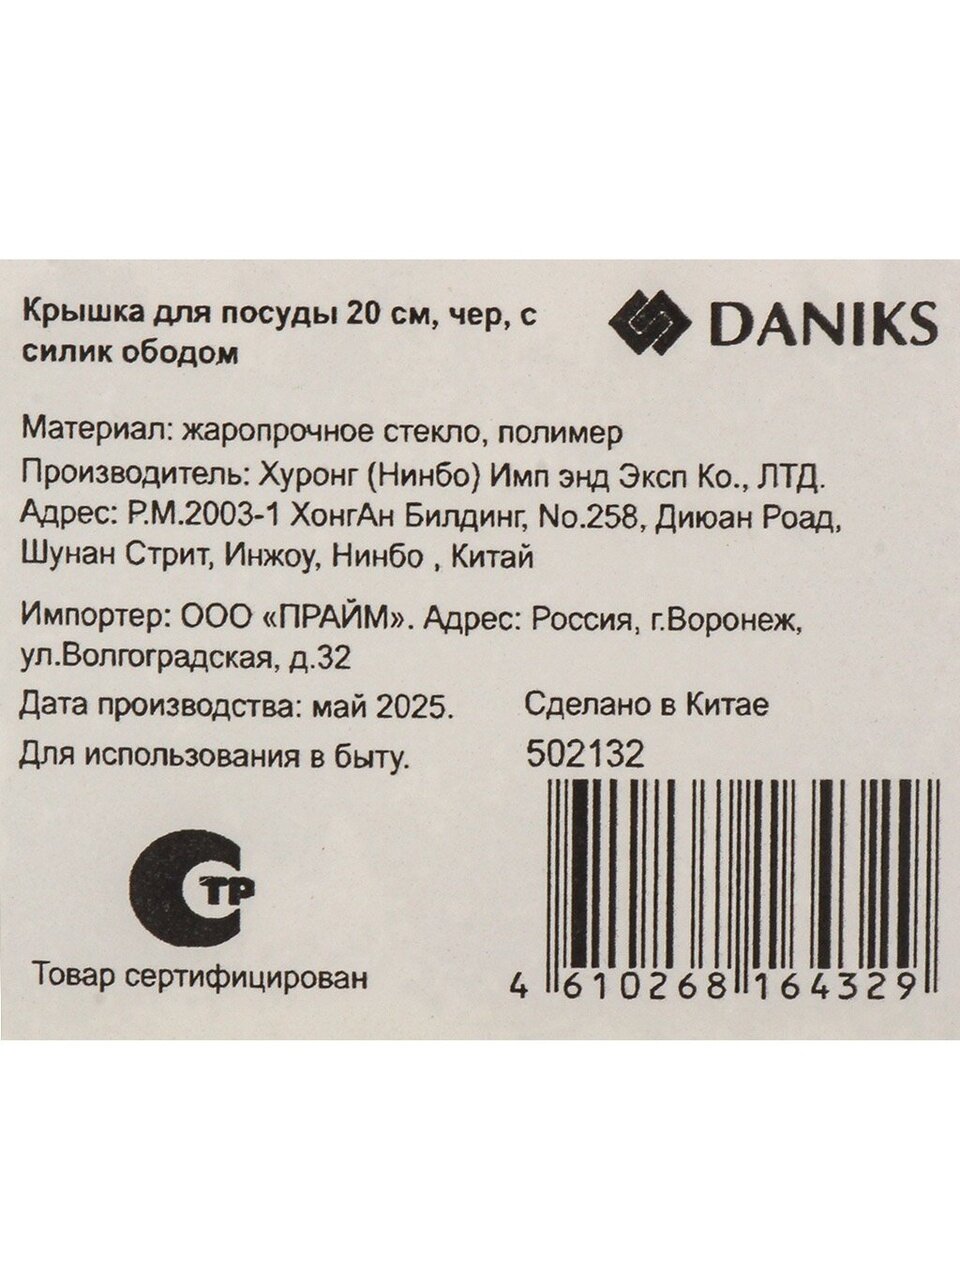 Крышка для посуды 20 см, чер, с
силик ободом
DANIKS
Материал: жаропрочное стекло, полимер
Производитель: Хуронг (Нинбо) Имп энд Эксп Ко., ЛТД.
Адрес: Р.М.2003-1 ХонгАн Билдинг, No.258, Диюан Роад,
Шунан Стрит, Инжоу, Нинбо , Китай
Импортер: ООО «ПРАЙМ». Адрес: Россия, г.Воронеж,
ул.Волгоградская, д.32
Дата производства: май 2025.
Сделано в Китае
Для использования в быту.
502132
ТР
Товар сертифицирован
4 610268 164329